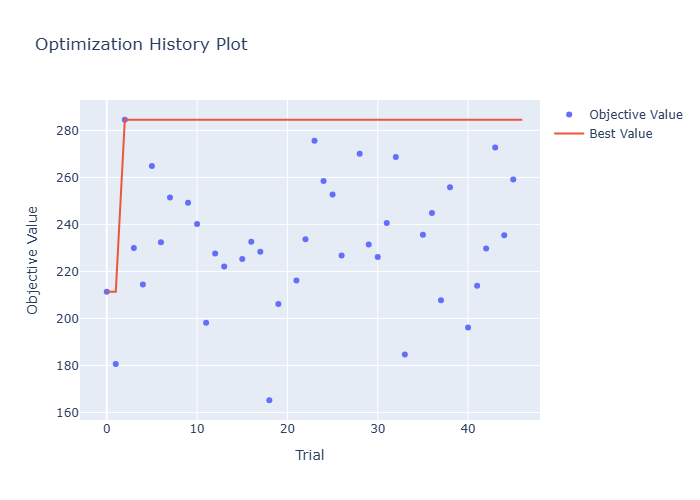 Optimization History Plot
Objective Value
Best Value
280
260
240
220
200
180
160
Objective Value
0 10 20 30 40
Trial